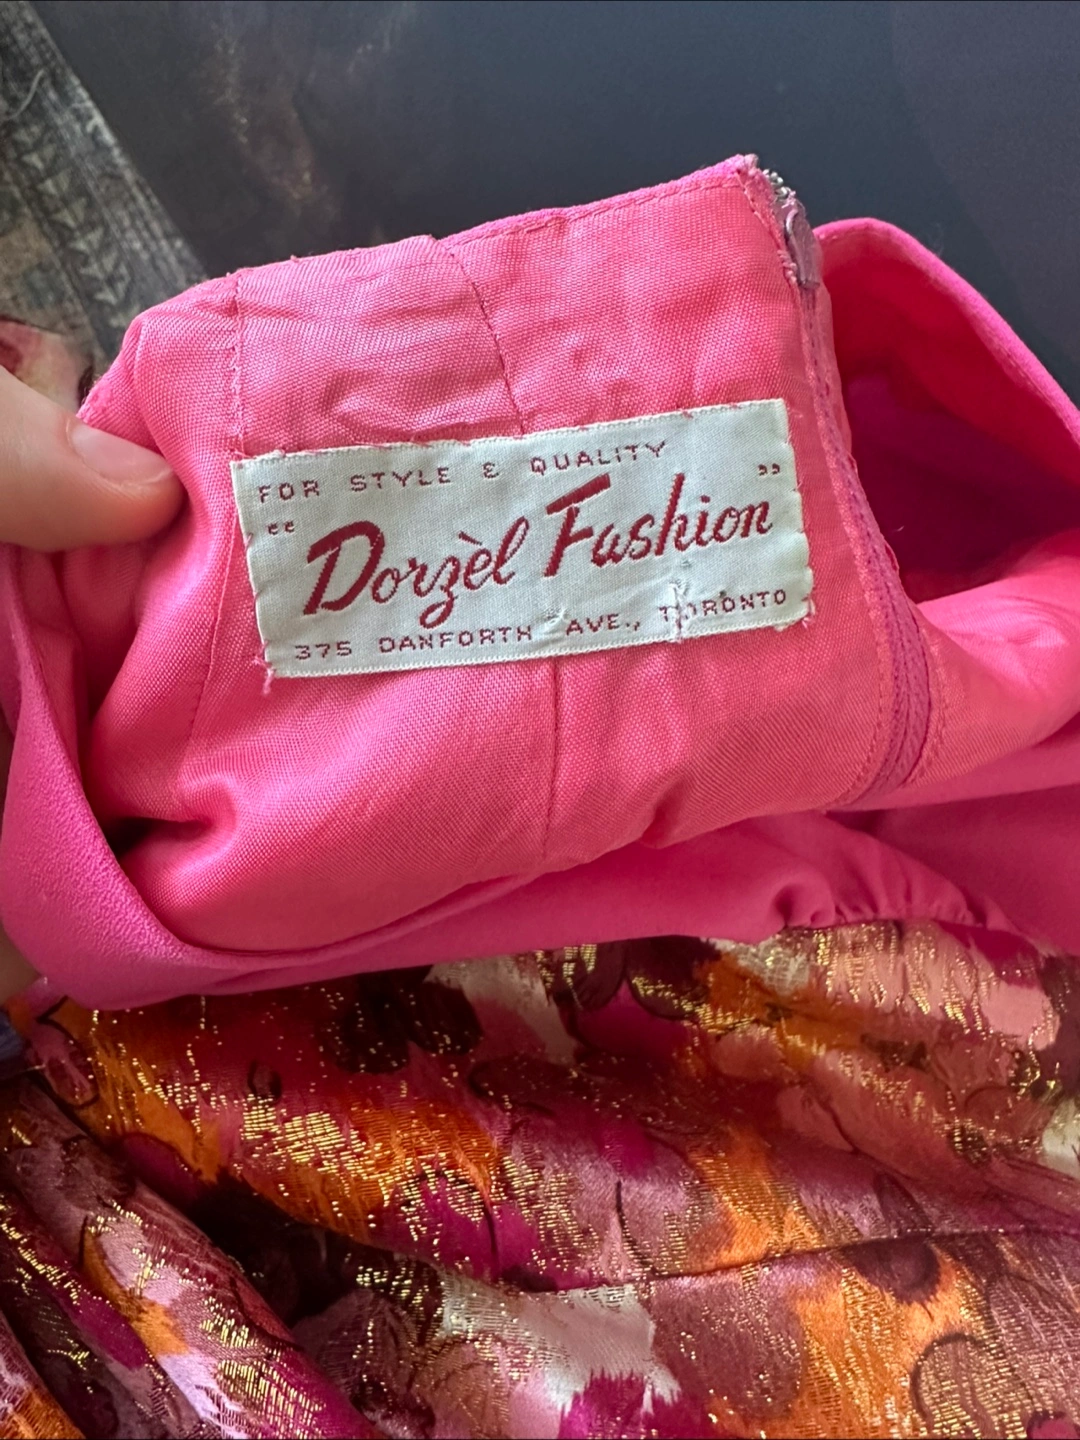 FOR STYLE & QUALITY
"Dorzèl Fashion"
375 DANFORTH AVE., TORONTO